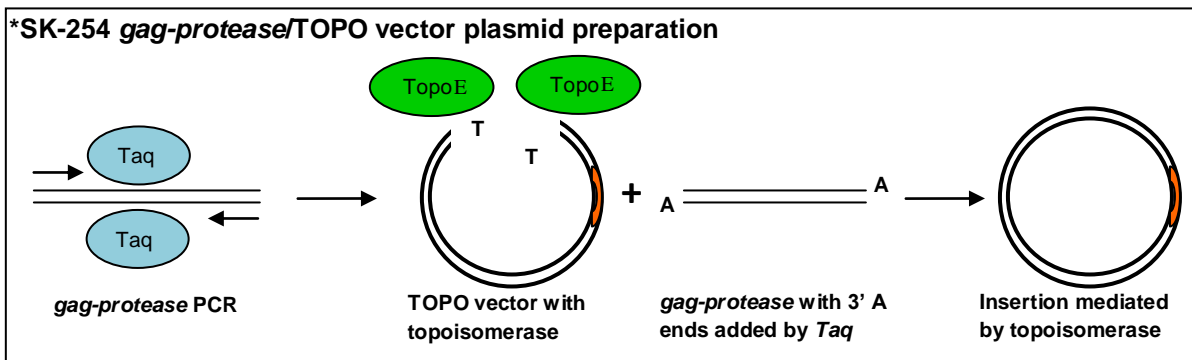 *SK-254 gag-protease/TOPO vector plasmid preparation
TopoE
TopoE
Taq
T
T
A
A
+
Taq
gag-protease PCR
TOPO vector with
topoisomerase
gag-protease with 3' A
ends added by Taq
Insertion mediated
by topoisomerase